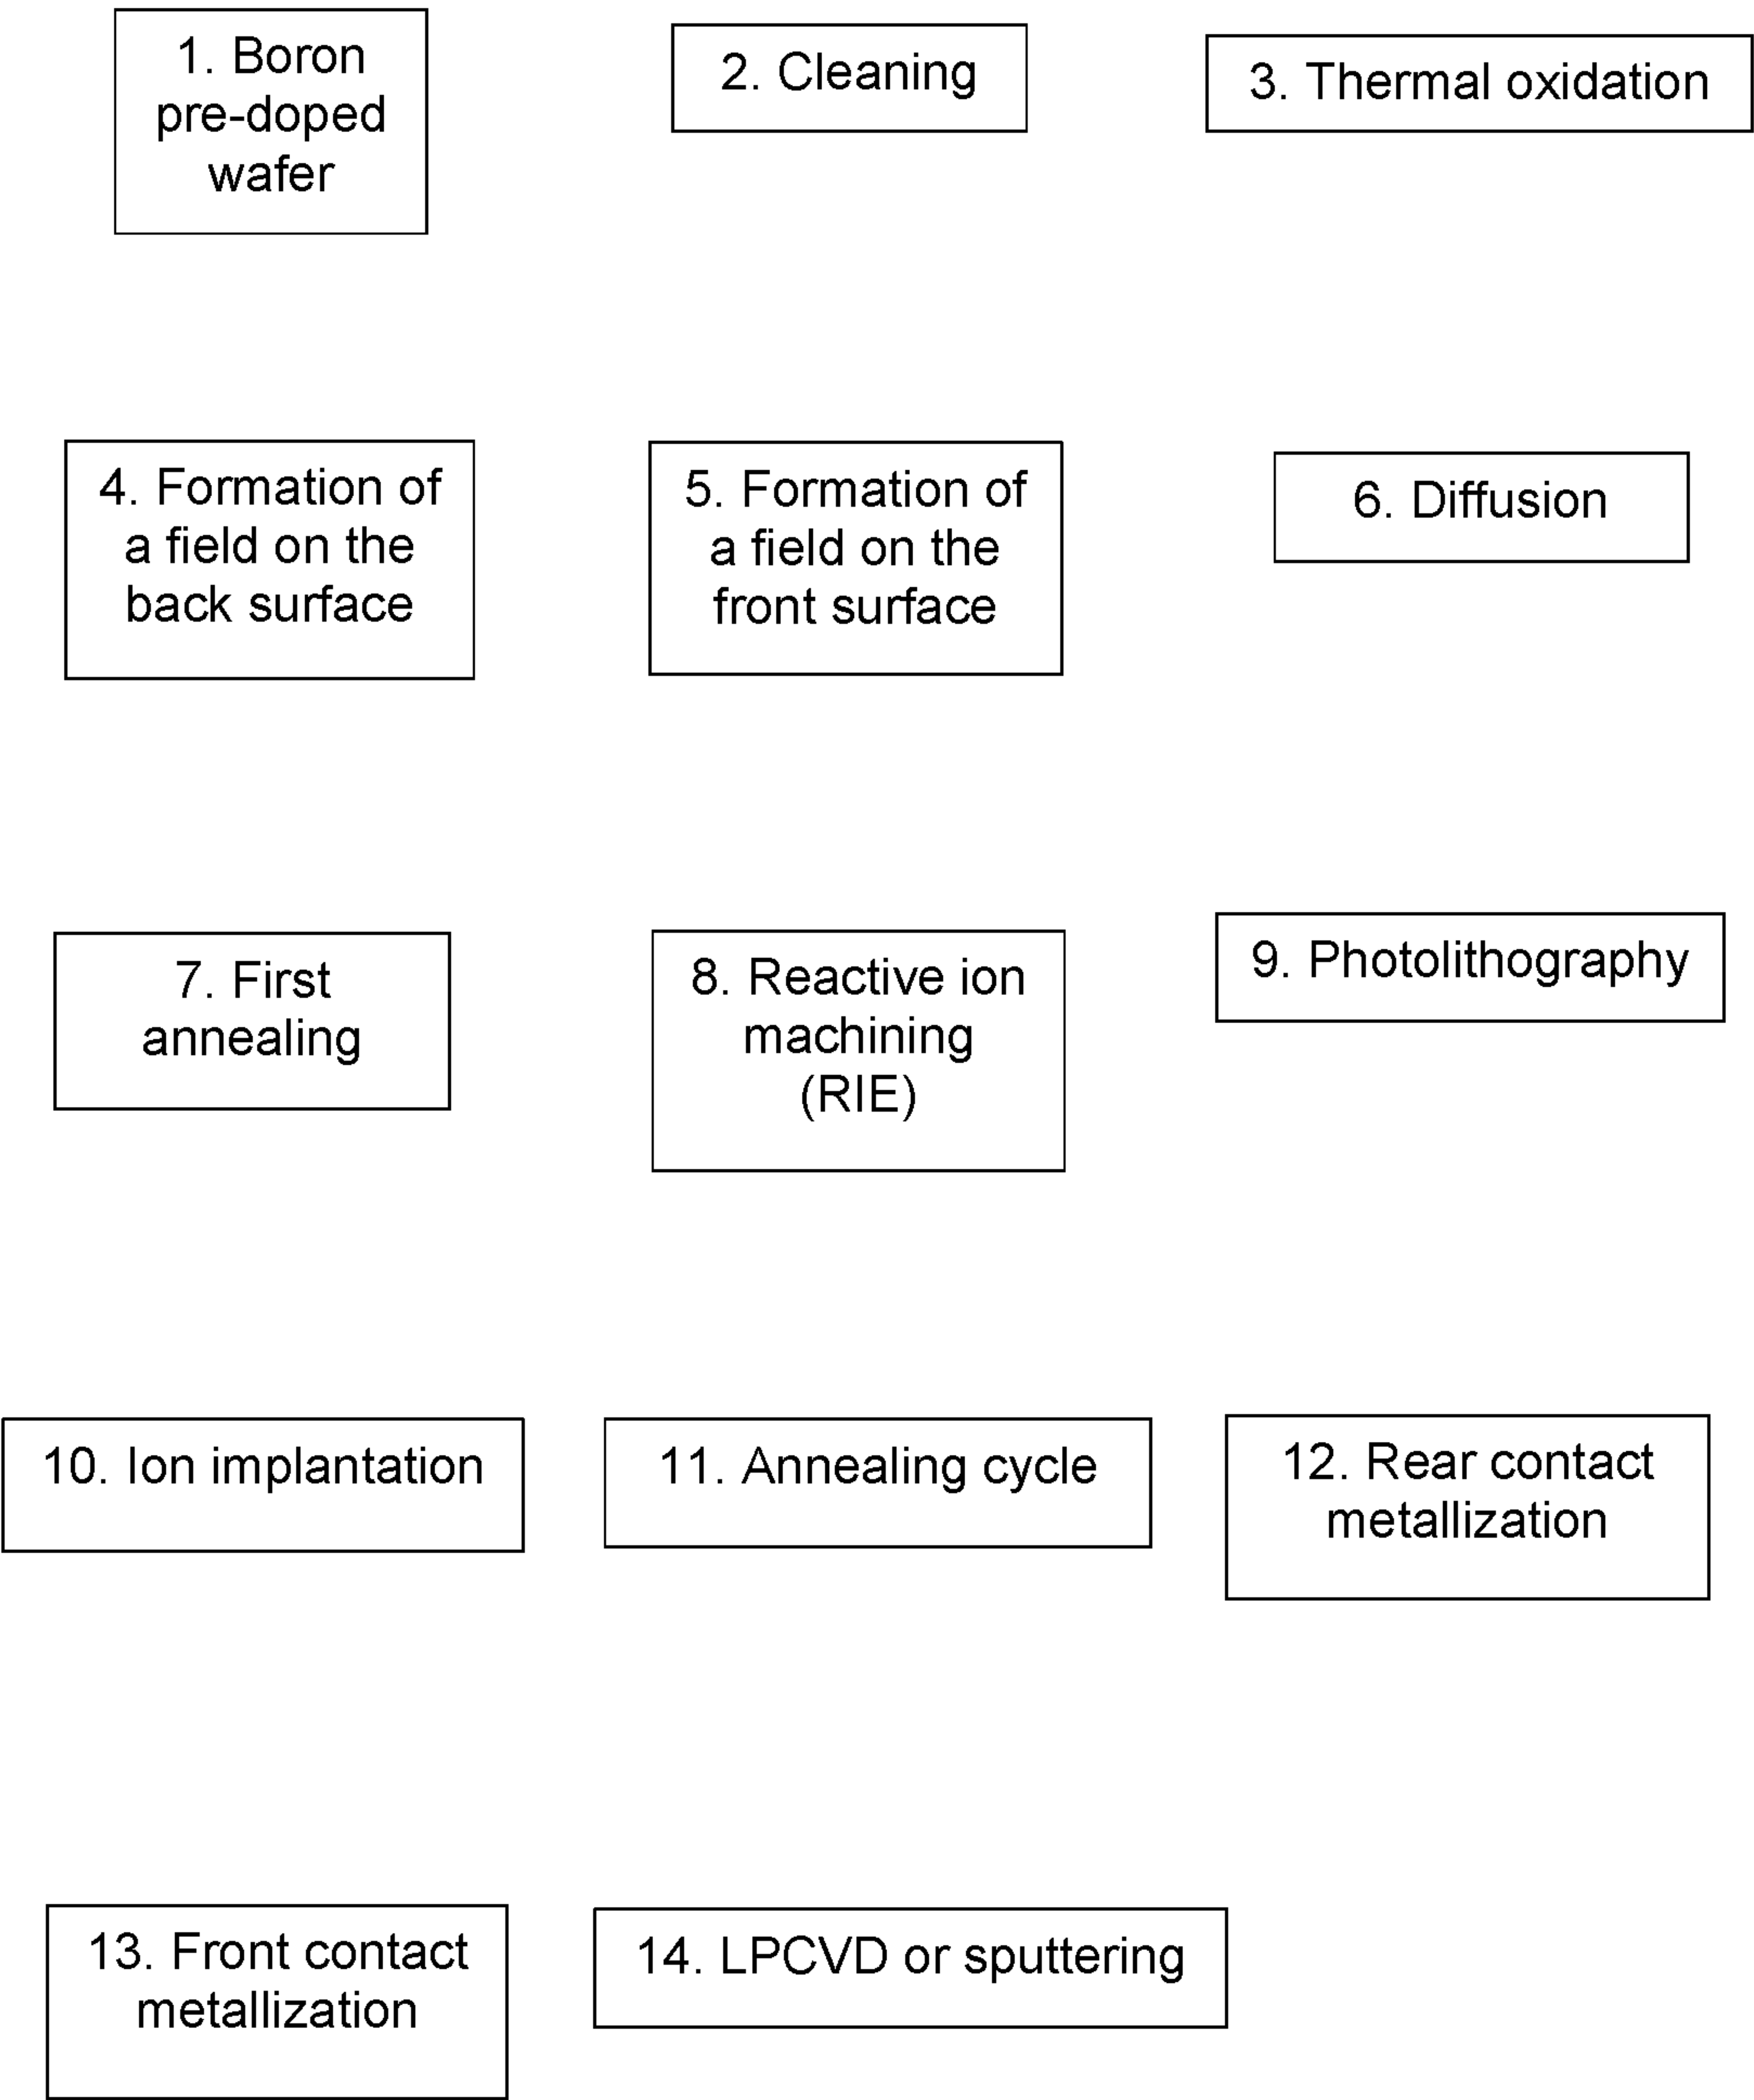 1. Boron
pre-doped
wafer
2. Cleaning
3. Thermal oxidation
4. Formation of
a field on the
back surface
5. Formation of
a field on the
front surface
6. Diffusion
7. First
annealing
8. Reactive ion
machining
(RIE)
9. Photolithography
10. Ion implantation
11. Annealing cycle
12. Rear contact
metallization
13. Front contact
metallization
14. LPCVD or sputtering